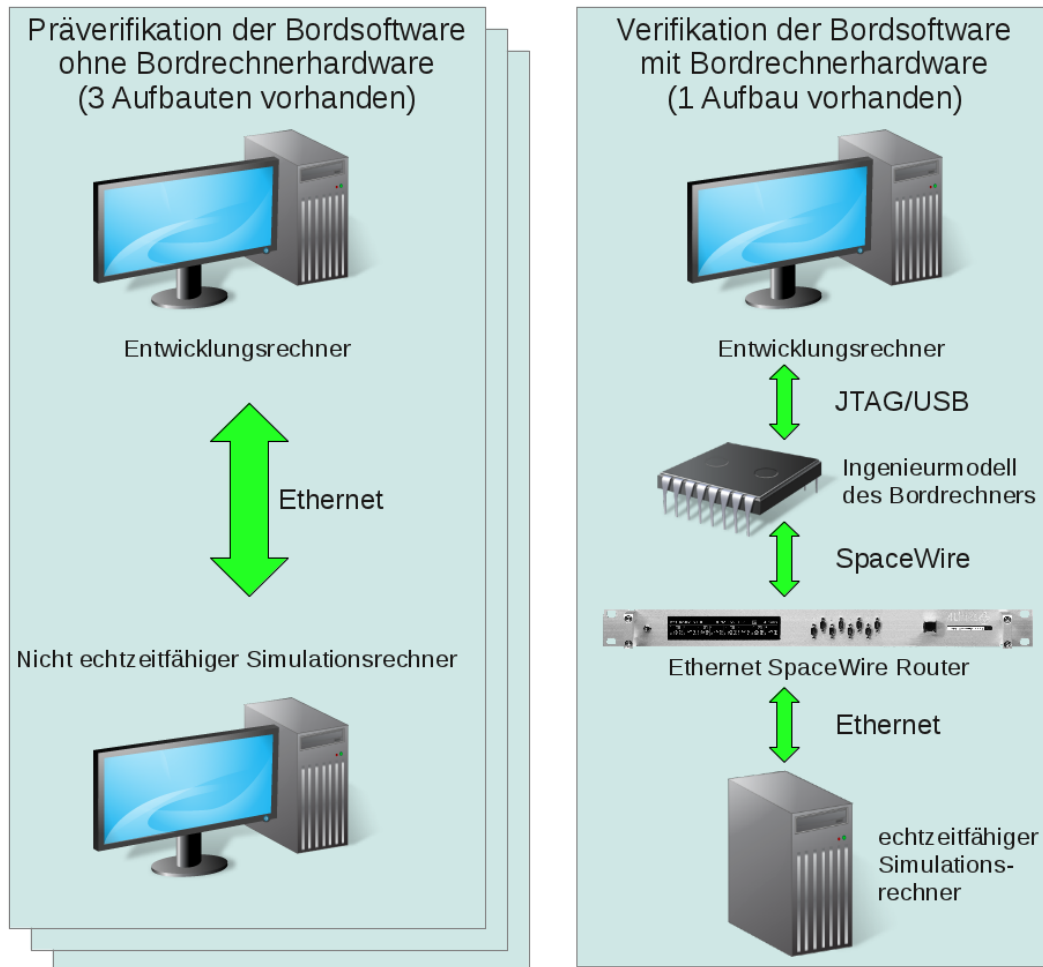 Präverifikation der Bordsoftware
ohne Bordrechnerhardware
(3 Aufbauten vorhanden)
Entwicklungsrechner
Ethernet
Nicht echtzeitfähiger Simulationsrechner
Verifikation der Bordsoftware
mit Bordrechnerhardware
(1 Aufbau vorhanden)
Entwicklungsrechner
JTAG/USB
Ingenieurmodell
des Bordrechners
SpaceWire
Ethernet SpaceWire Router
Ethernet
echtzeitfähiger
Simulations-
rechner